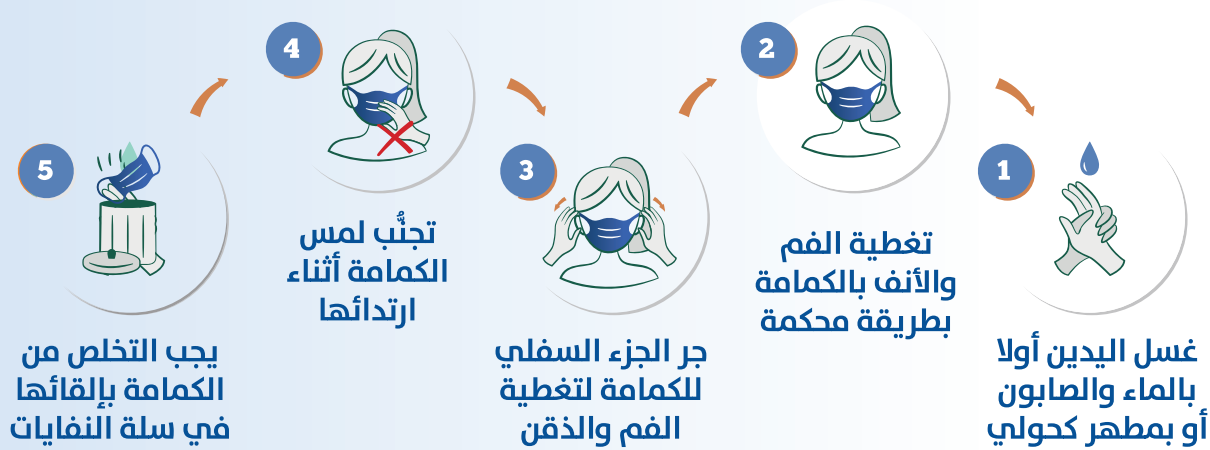 1
غسل اليدين أولا
بالماء والصابون
أو بمطهر كحولي
2
تغطية الفم
والأنف بالكمامة
بطريقة محكمة
3
جر الجزء السفلي
للكمامة لتغطية
الفم والذقن
4
تجنُّب لمس
الكمامة أثناء
ارتدائها
5
يجب التخلص من
الكمامة بإلقائها
في سلة النفايات